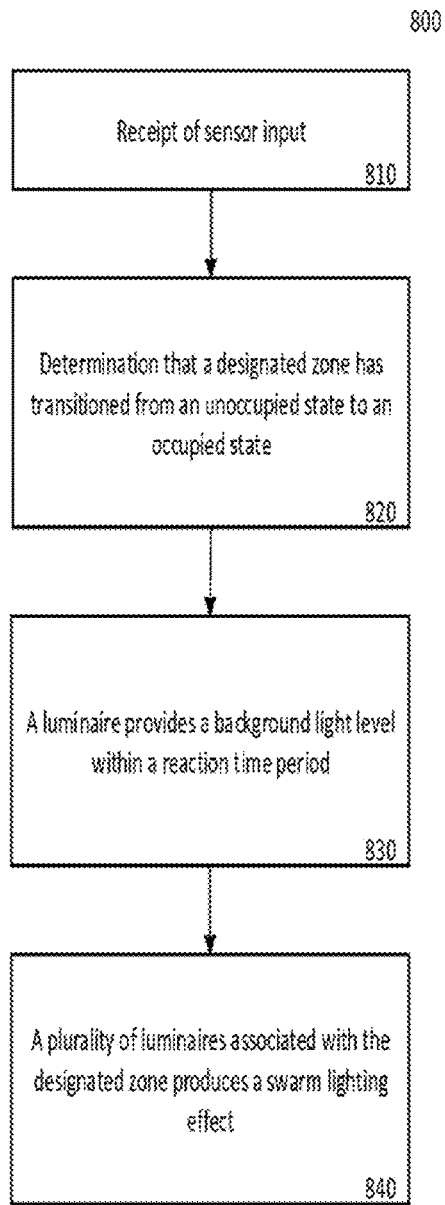 800
Receipt of sensor input
810
Determination that a designated zone has
transitioned from an unoccupied state to an
occupied state
820
A luminaire provides a background light level
within a reaction time period
830
A plurality of luminaires associated with the
designated zone produces a swarm lighting
effect
840